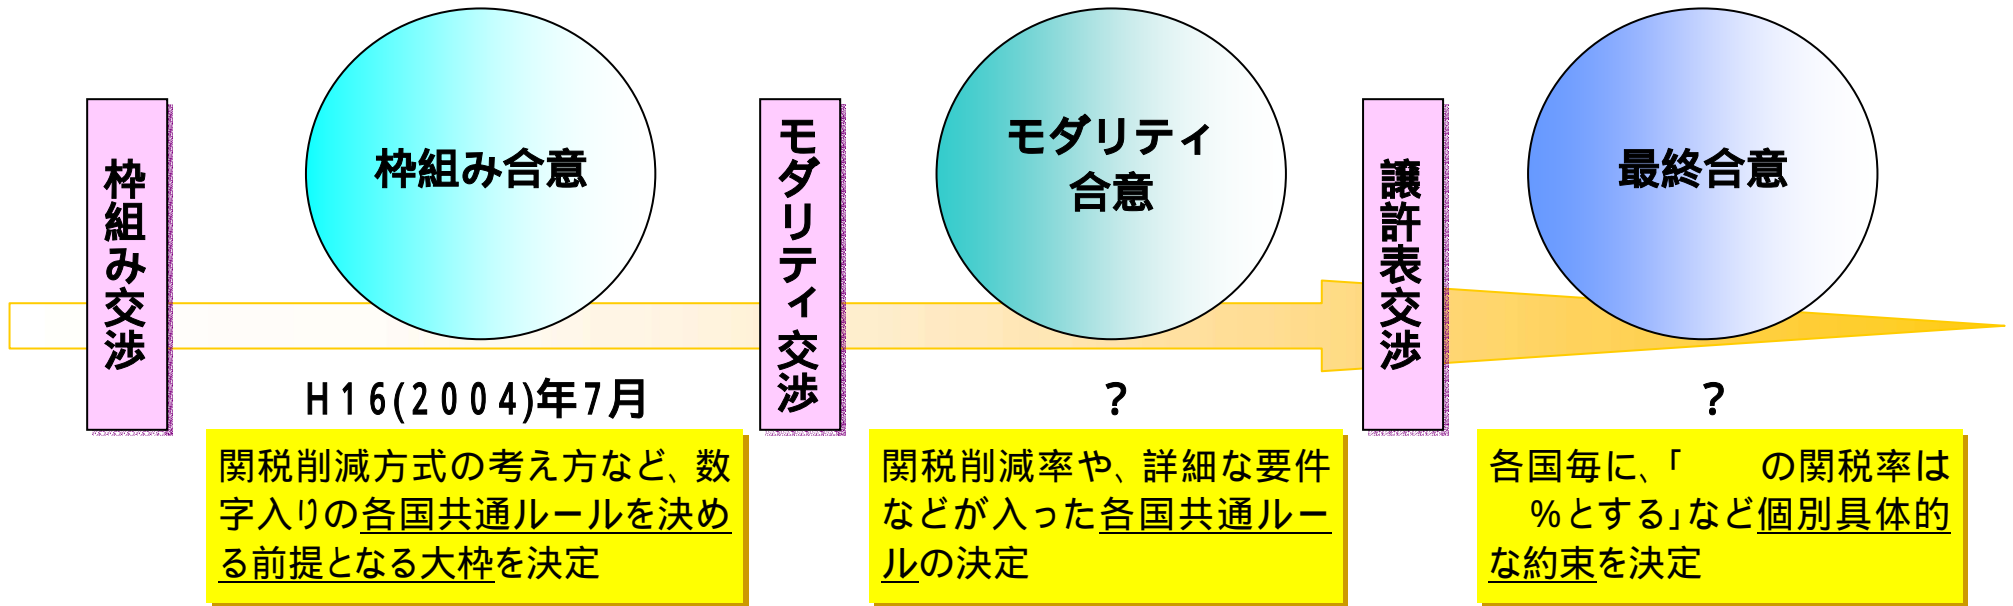 枠組み交渉
枠組み合意
H16(2004)年7月
関税削減方式の考え方など、数
字入りの各国共通ルールを決め
る前提となる大枠を決定
モダリティ交渉
モダリティ
合意
?
関税削減率や、詳細な要件
などが入った各国共通ルー
ルの決定
譲許表交渉
最終合意
?
各国毎に、「　　の関税率は
　%とする」など個別具体的
な約束を決定